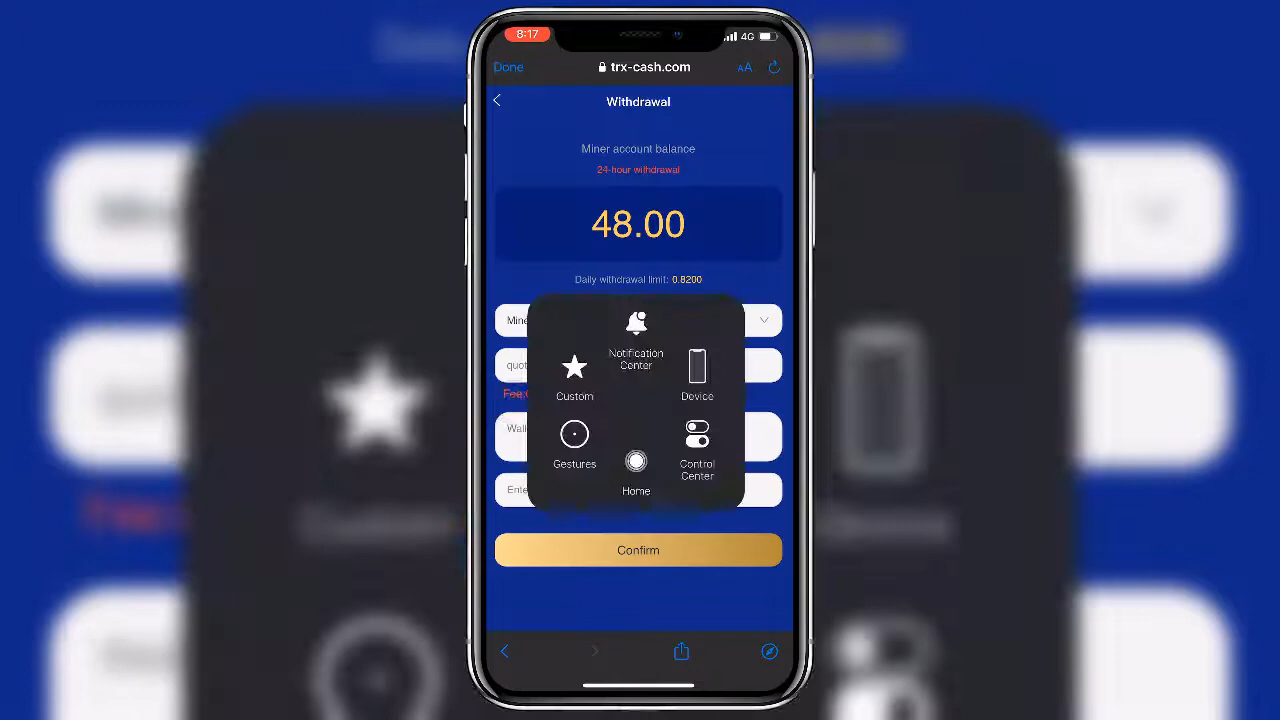 8:17
4G
Done
trx-cash.com
AA
Withdrawal
Miner account balance
24-hour withdrawal
48.00
Daily withdrawal limit: 0.8200
Mine
Notification
Center
quot
Custom
Device
Fee:
Wall
Gestures
Control
Center
Ente
Home
Confirm